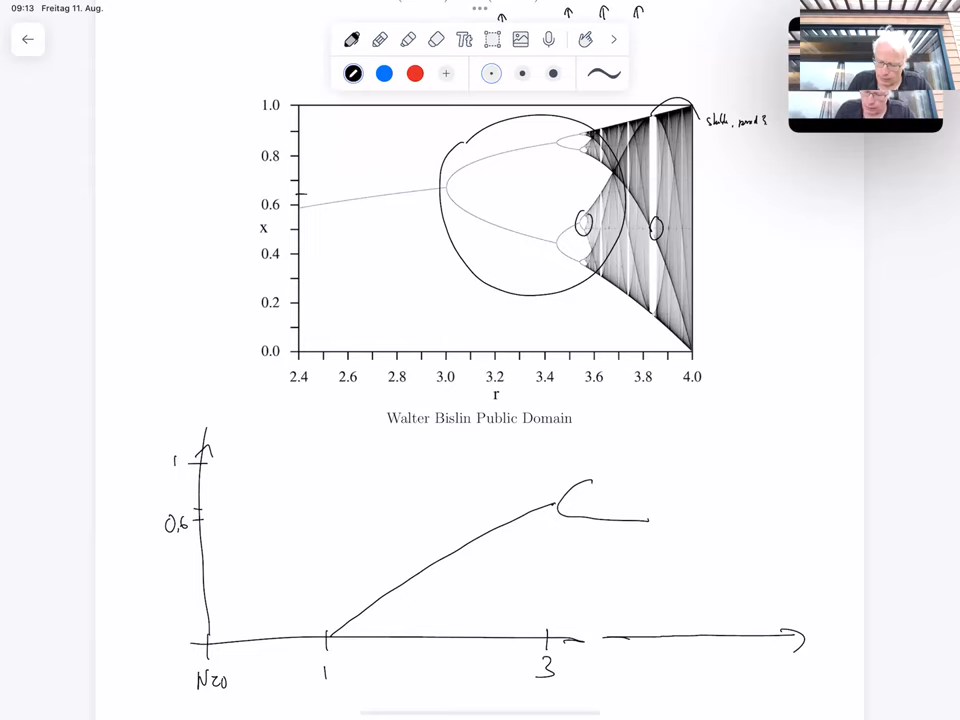 09:13 Freitag 11. Aug.
Tt
1.0
0.8
0.6
x
0.4
0.2
0.0
2.4 2.6 2.8 3.0 3.2 3.4 3.6 3.8 4.0
r
Walter Bislin Public Domain
1
0,6
1
3